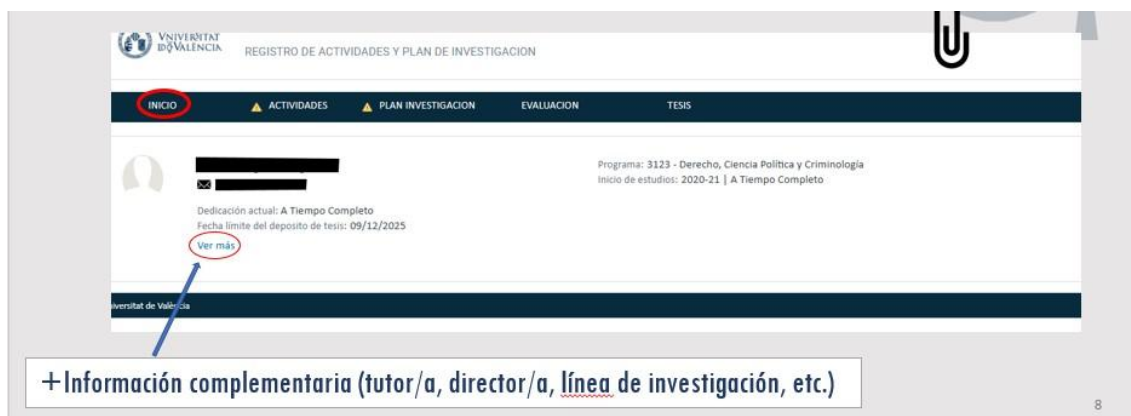 VNIVERSITAT
ID VALÈNCIA
REGISTRO DE ACTIVIDADES Y PLAN DE INVESTIGACION
INICIO ACTIVIDADES PLAN INVESTIGACION EVALUACION TESIS
Programa: 3123 - Derecho, Ciencia Política y Criminología
Inicio de estudios: 2020-21 | A Tiempo Completo
Dedicación actual: A Tiempo Completo
Fecha límite del deposito de tesis: 09/12/2025
Ver más
iversitat de València
+Información complementaria (tutor/a, director/a, línea de investigación, etc.)
8